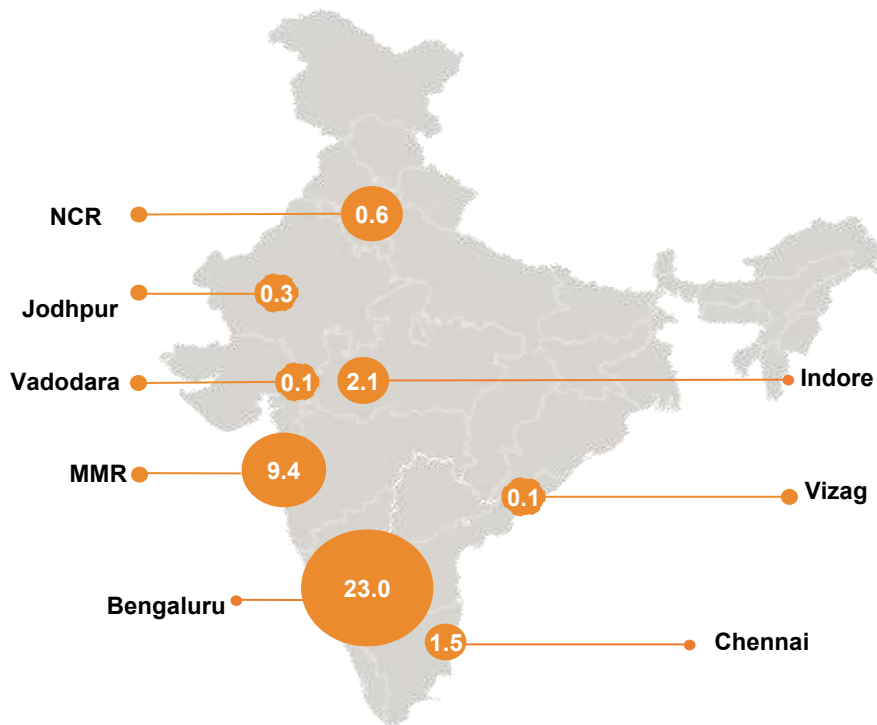 NCR
0.6
Jodhpur
0.3
Vadodara
0.1
2.1
Indore
MMR
9.4
0.1
Vizag
Bengaluru
23.0
1.5
Chennai